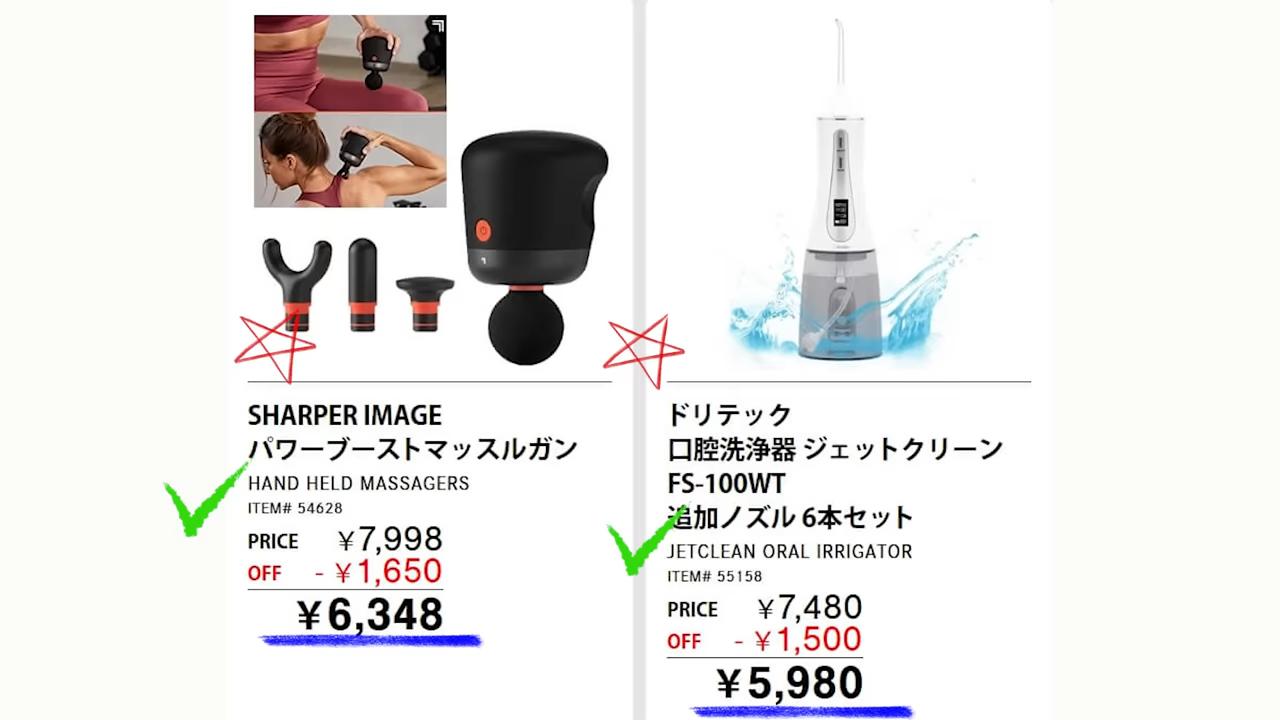 SHARPER IMAGE
パワーブーストマッスルガン
HAND HELD MASSAGERS
ITEM# 54628
PRICE ¥7,998
OFF - ¥1,650
¥6,348
ドリテック
口腔洗浄器 ジェットクリーン
FS-100WT
追加ノズル 6本セット
JETCLEAN ORAL IRRIGATOR
ITEM# 55158
PRICE ¥7,480
OFF - ¥1,500
¥5,980